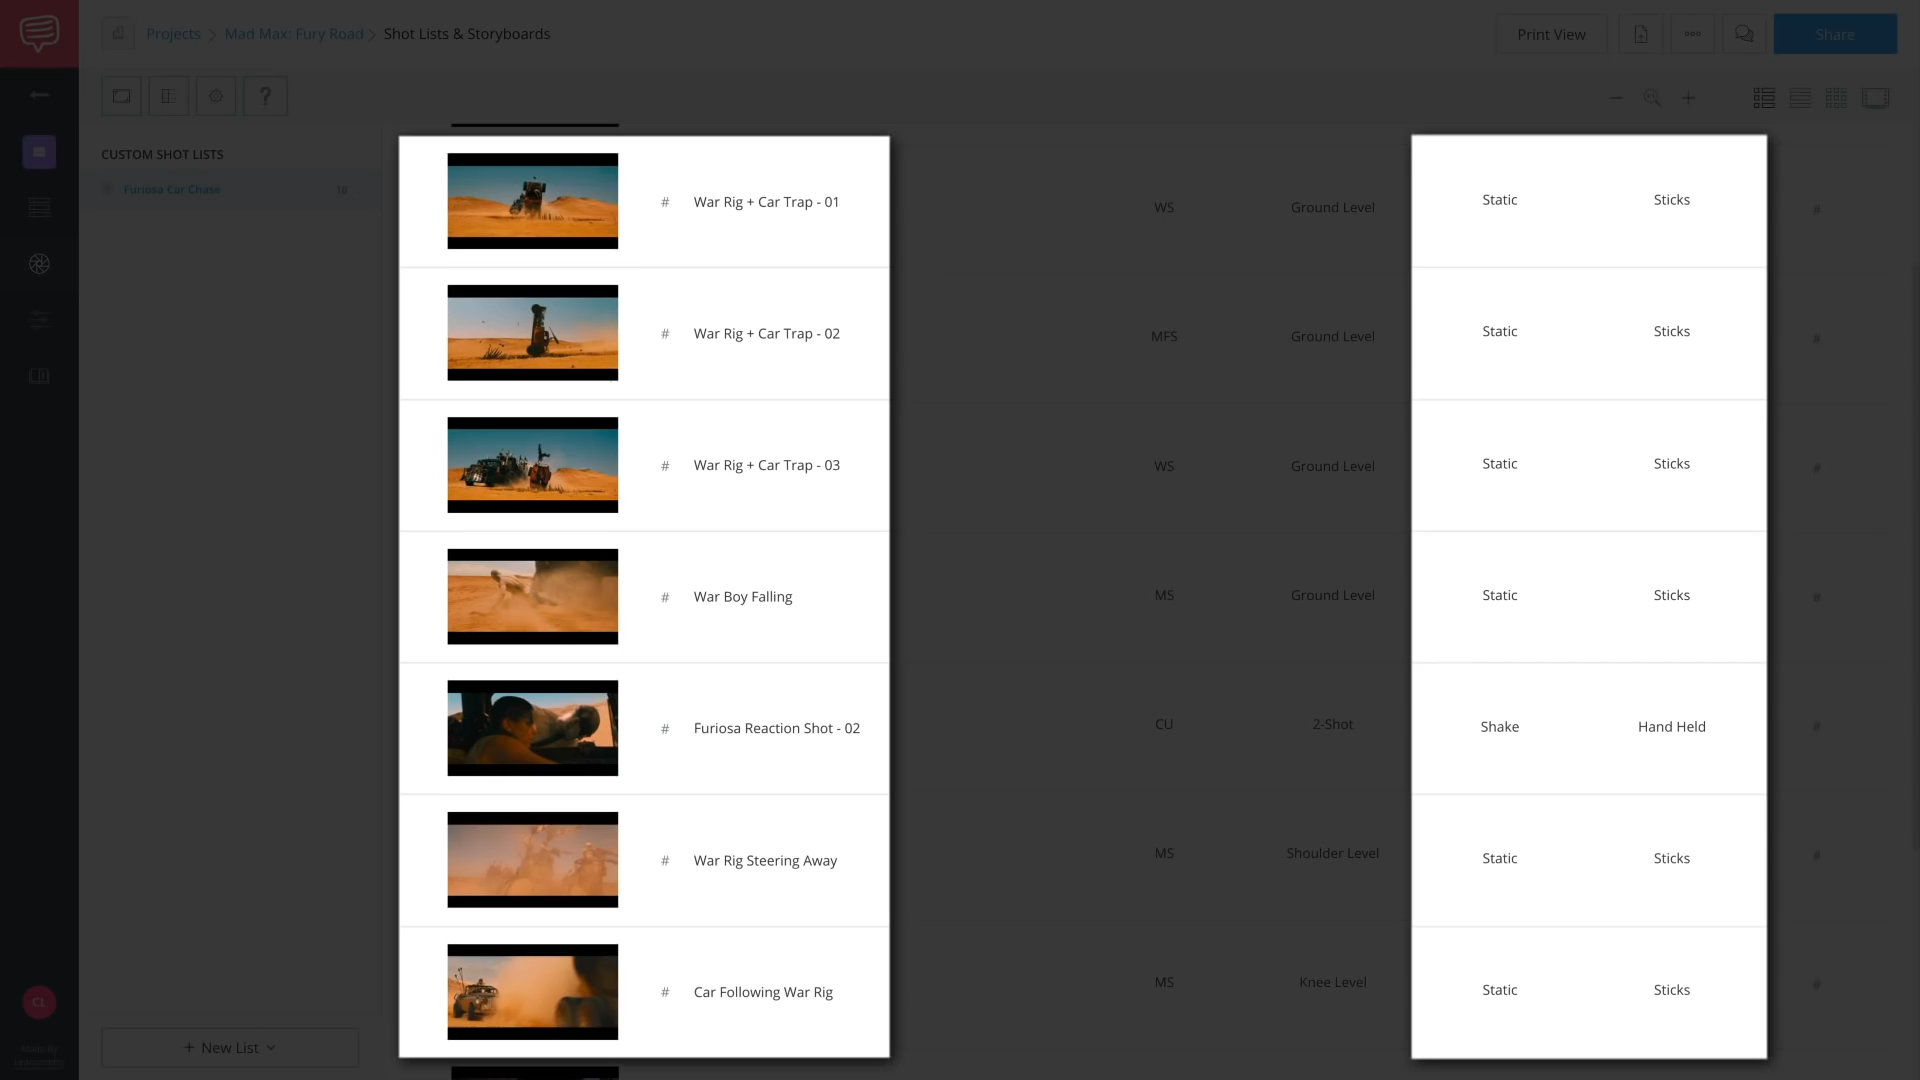 Projects > Mad Max: Fury Road > Shot Lists & Storyboards
Print View
Share
?
CUSTOM SHOT LISTS
Furiosa Car Chase 10
# War Rig + Car Trap - 01 WS Ground Level Static Sticks #
# War Rig + Car Trap - 02 MFS Ground Level Static Sticks #
# War Rig + Car Trap - 03 WS Ground Level Static Sticks #
# War Boy Falling MS Ground Level Static Sticks #
# Furiosa Reaction Shot - 02 CU 2-Shot Shake Hand Held #
# War Rig Steering Away MS Shoulder Level Static Sticks #
# Car Following War Rig MS Knee Level Static Sticks #
CL
+ New List